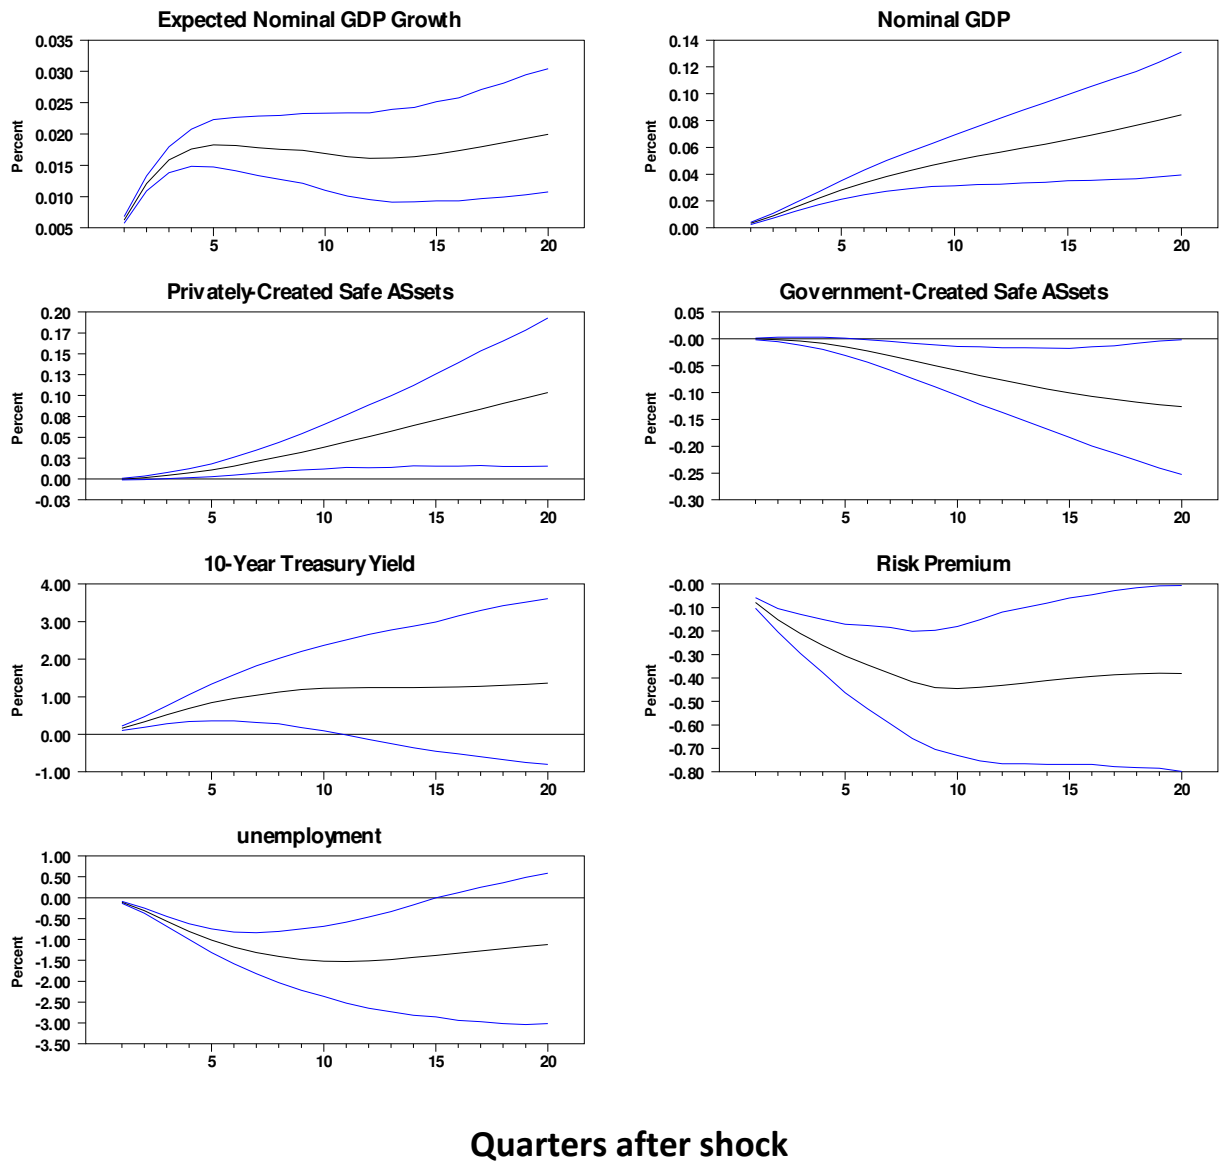 Expected Nominal GDP Growth
Percent
0.035
0.030
0.025
0.020
0.015
0.010
0.005
5 10 15 20
Nominal GDP
Percent
0.14
0.12
0.10
0.08
0.06
0.04
0.02
0.00
5 10 15 20
Privately-Created Safe ASsets
Percent
0.20
0.17
0.15
0.13
0.10
0.08
0.05
0.03
0.00
-0.03
5 10 15 20
Government-Created Safe ASsets
Percent
0.05
-0.00
-0.05
-0.10
-0.15
-0.20
-0.25
-0.30
5 10 15 20
10-Year Treasury Yield
Percent
4.00
3.00
2.00
1.00
0.00
-1.00
5 10 15 20
Risk Premium
Percent
-0.00
-0.10
-0.20
-0.30
-0.40
-0.50
-0.60
-0.70
-0.80
5 10 15 20
unemployment
Percent
1.00
0.50
0.00
-0.50
-1.00
-1.50
-2.00
-2.50
-3.00
-3.50
5 10 15 20
Quarters after shock